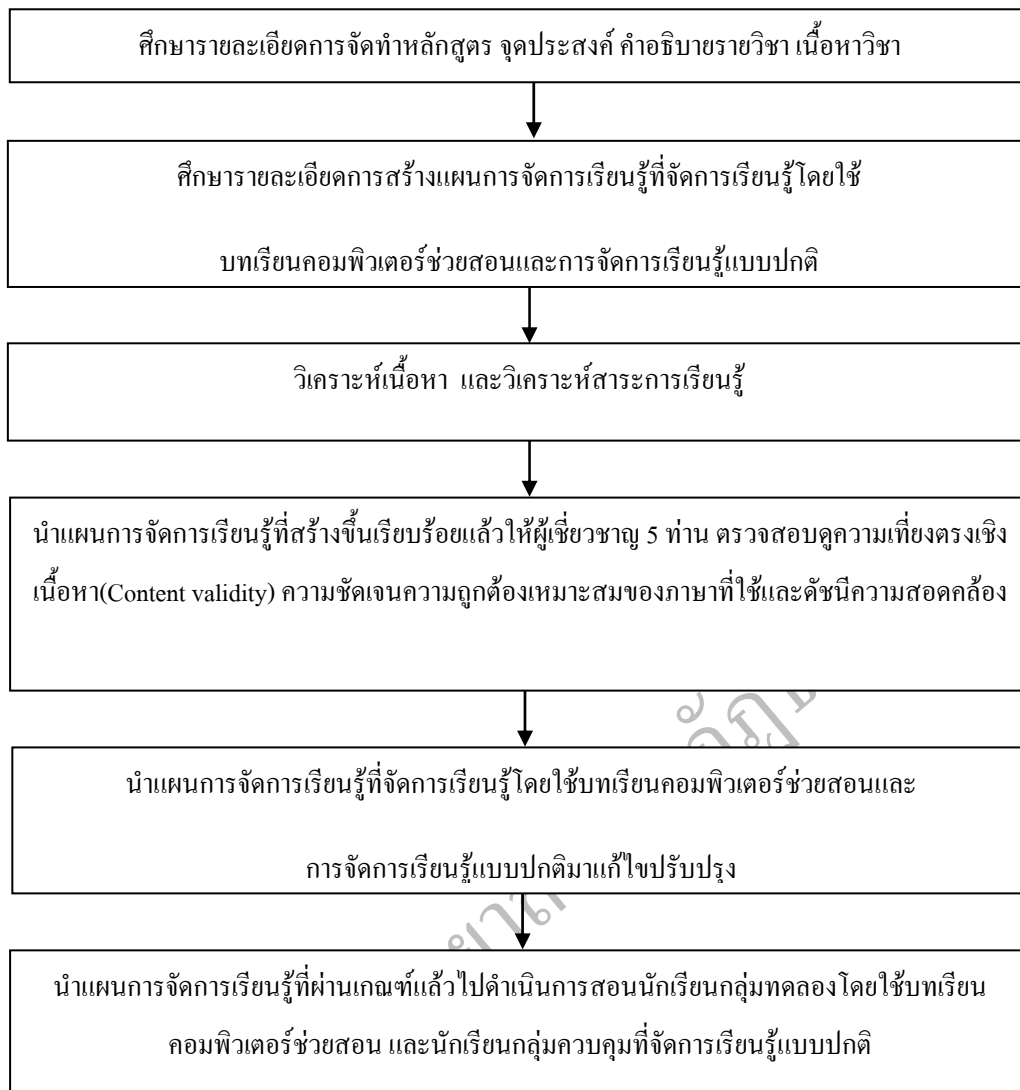 ศึกษารายละเอียดการจัดทำหลักสูตร จุดประสงค์ คำอธิบายรายวิชา เนื้อหาวิชา
ศึกษารายละเอียดการสร้างแผนการจัดการเรียนรู้ที่จัดการเรียนรู้โดยใช้
บทเรียนคอมพิวเตอร์ช่วยสอนและการจัดการเรียนรู้แบบปกติ
วิเคราะห์เนื้อหา และวิเคราะห์สาระการเรียนรู้
นำแผนการจัดการเรียนรู้ที่สร้างขึ้นเรียบร้อยแล้วให้ผู้เชี่ยวชาญ 5 ท่าน ตรวจสอบดูความเที่ยงตรงเชิง
เนื้อหา(Content validity) ความชัดเจนความถูกต้องเหมาะสมของภาษาที่ใช้และดัชนีความสอดคล้อง
นำแผนการจัดการเรียนรู้ที่จัดการเรียนรู้โดยใช้บทเรียนคอมพิวเตอร์ช่วยสอนและ
การจัดการเรียนรู้แบบปกติมาแก้ไขปรับปรุง
นำแผนการจัดการเรียนรู้ที่ผ่านเกณฑ์แล้วไปดำเนินการสอนนักเรียนกลุ่มทดลองโดยใช้บทเรียน
คอมพิวเตอร์ช่วยสอน และนักเรียนกลุ่มควบคุมที่จัดการเรียนรู้แบบปกติ